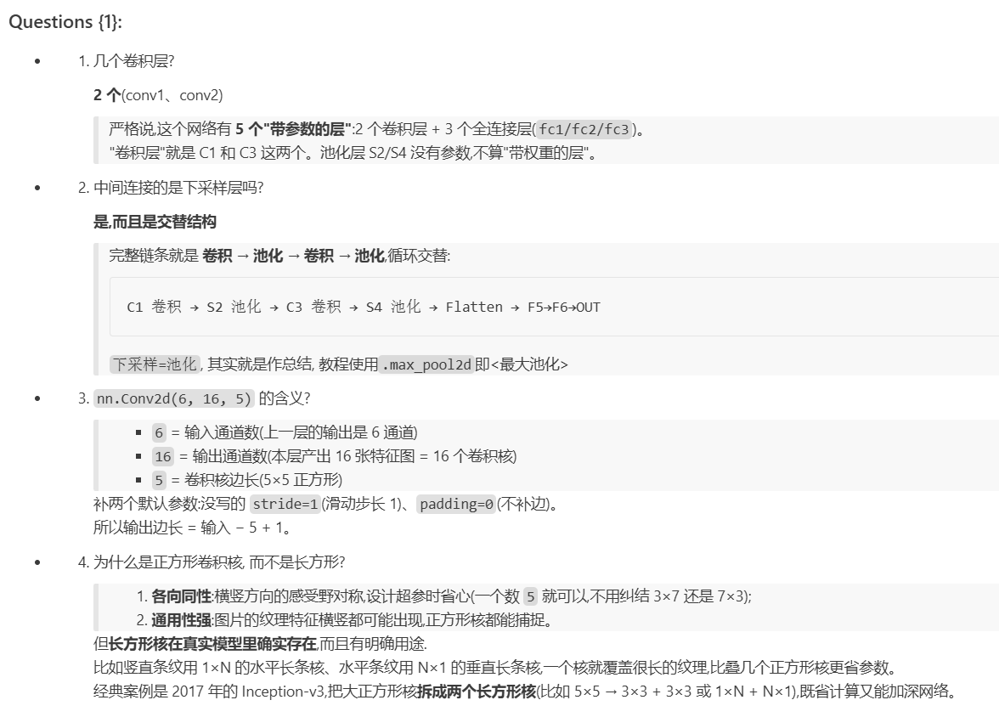 Questions {1}:
1. 几个卷积层?
2 个(conv1、conv2)
严格说,这个网络有 5 个"带参数的层":2 个卷积层 + 3 个全连接层(fc1/fc2/fc3)。
"卷积层"就是 C1 和 C3 这两个。池化层 S2/S4 没有参数,不算"带权重的层"。
2. 中间连接的是下采样层吗?
是,而且是交替结构
完整链条就是 卷积 → 池化 → 卷积 → 池化,循环交替:
C1 卷积 → S2 池化 → C3 卷积 → S4 池化 → Flatten → F5→F6→OUT
下采样=池化, 其实就是作总结, 教程使用.max_pool2d即<最大池化>
3. nn.Conv2d(6, 16, 5) 的含义?
6 = 输入通道数(上一层的输出是 6 通道)
16 = 输出通道数(本层产出 16 张特征图 = 16 个卷积核)
5 = 卷积核边长(5×5 正方形)
补两个默认参数:没写的 stride=1(滑动步长 1)、padding=0(不补边)。
所以输出边长 = 输入 − 5 + 1。
4. 为什么是正方形卷积核, 而不是长方形?
1. 各向同性:横竖方向的感受野对称,设计超参时省心(一个数 5 就可以,不用纠结 3×7 还是 7×3);
2. 通用性强:图片的纹理特征横竖都可能出现,正方形核都能捕捉。
但长方形核在真实模型里确实存在,而且有明确用途.
比如竖直条纹用 1×N 的水平长条核、水平条纹用 N×1 的垂直长条核,一个核就覆盖很长的纹理,比叠几个正方形核更省参数。
经典案例是 2017 年的 Inception-v3,把大正方形核拆成两个长方形核(比如 5×5 → 3×3 + 3×3 或 1×N + N×1),既省计算又能加深网络。